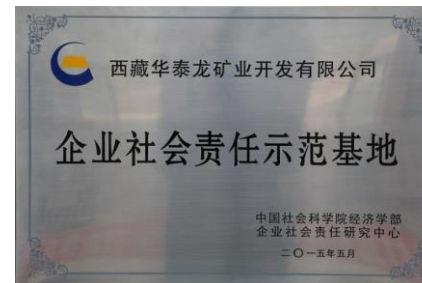 西藏华泰龙矿业开发有限公司
企业社会责任示范基地
中国社会科学院经济学部
企业社会责任研究中心
二〇一五年五月